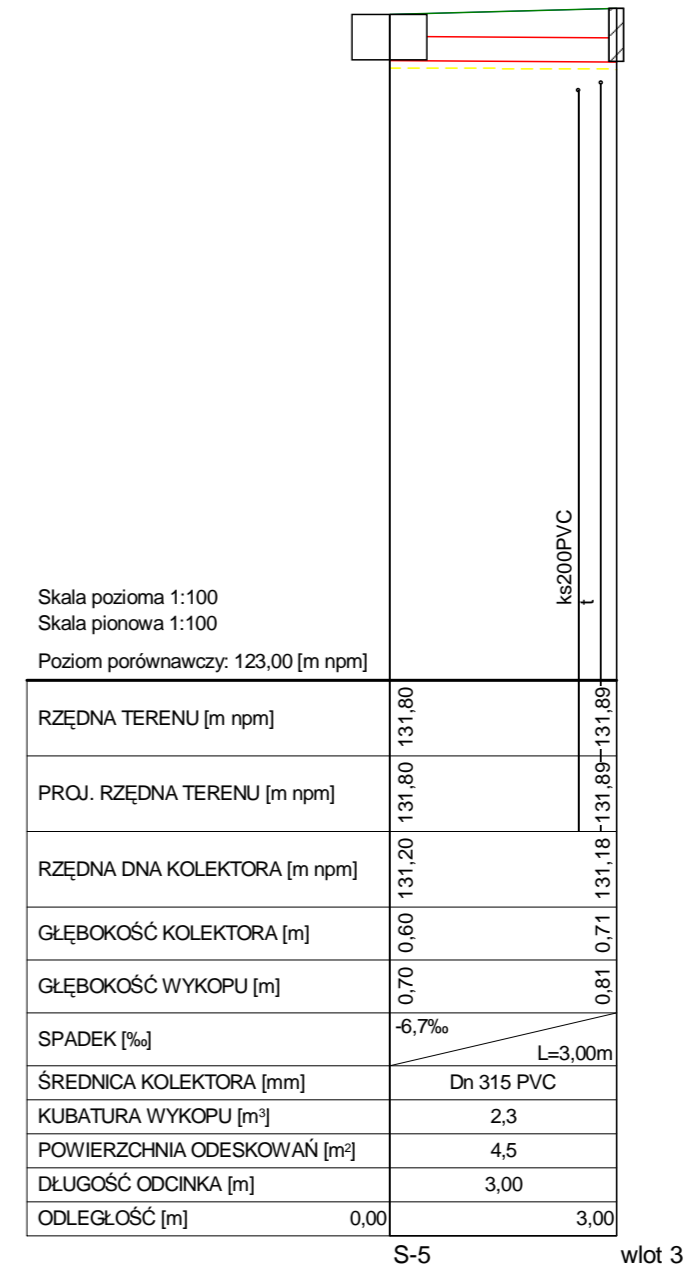 ks200PVC
t
Skala pozioma 1:100
Skala pionowa 1:100
Poziom porównawczy: 123,00 [m npm]
RZĘDNA TERENU [m npm] 131,80 131,89
PROJ. RZĘDNA TERENU [m npm] 131,80 131,89
RZĘDNA DNA KOLEKTORA [m npm] 131,20 131,18
GŁĘBOKOŚĆ KOLEKTORA [m] 0,60 0,71
GŁĘBOKOŚĆ WYKOPU [m] 0,70 0,81
SPADEK [‰] -6,7‰ L=3,00m
ŚREDNICA KOLEKTORA [mm] Dn 315 PVC
KUBATURA WYKOPU [m³] 2,3
POWIERZCHNIA ODESKOWAŃ [m²] 4,5
DŁUGOŚĆ ODCINKA [m] 3,00
ODLEGŁOŚĆ [m] 0,00 3,00
S-5 wlot 3